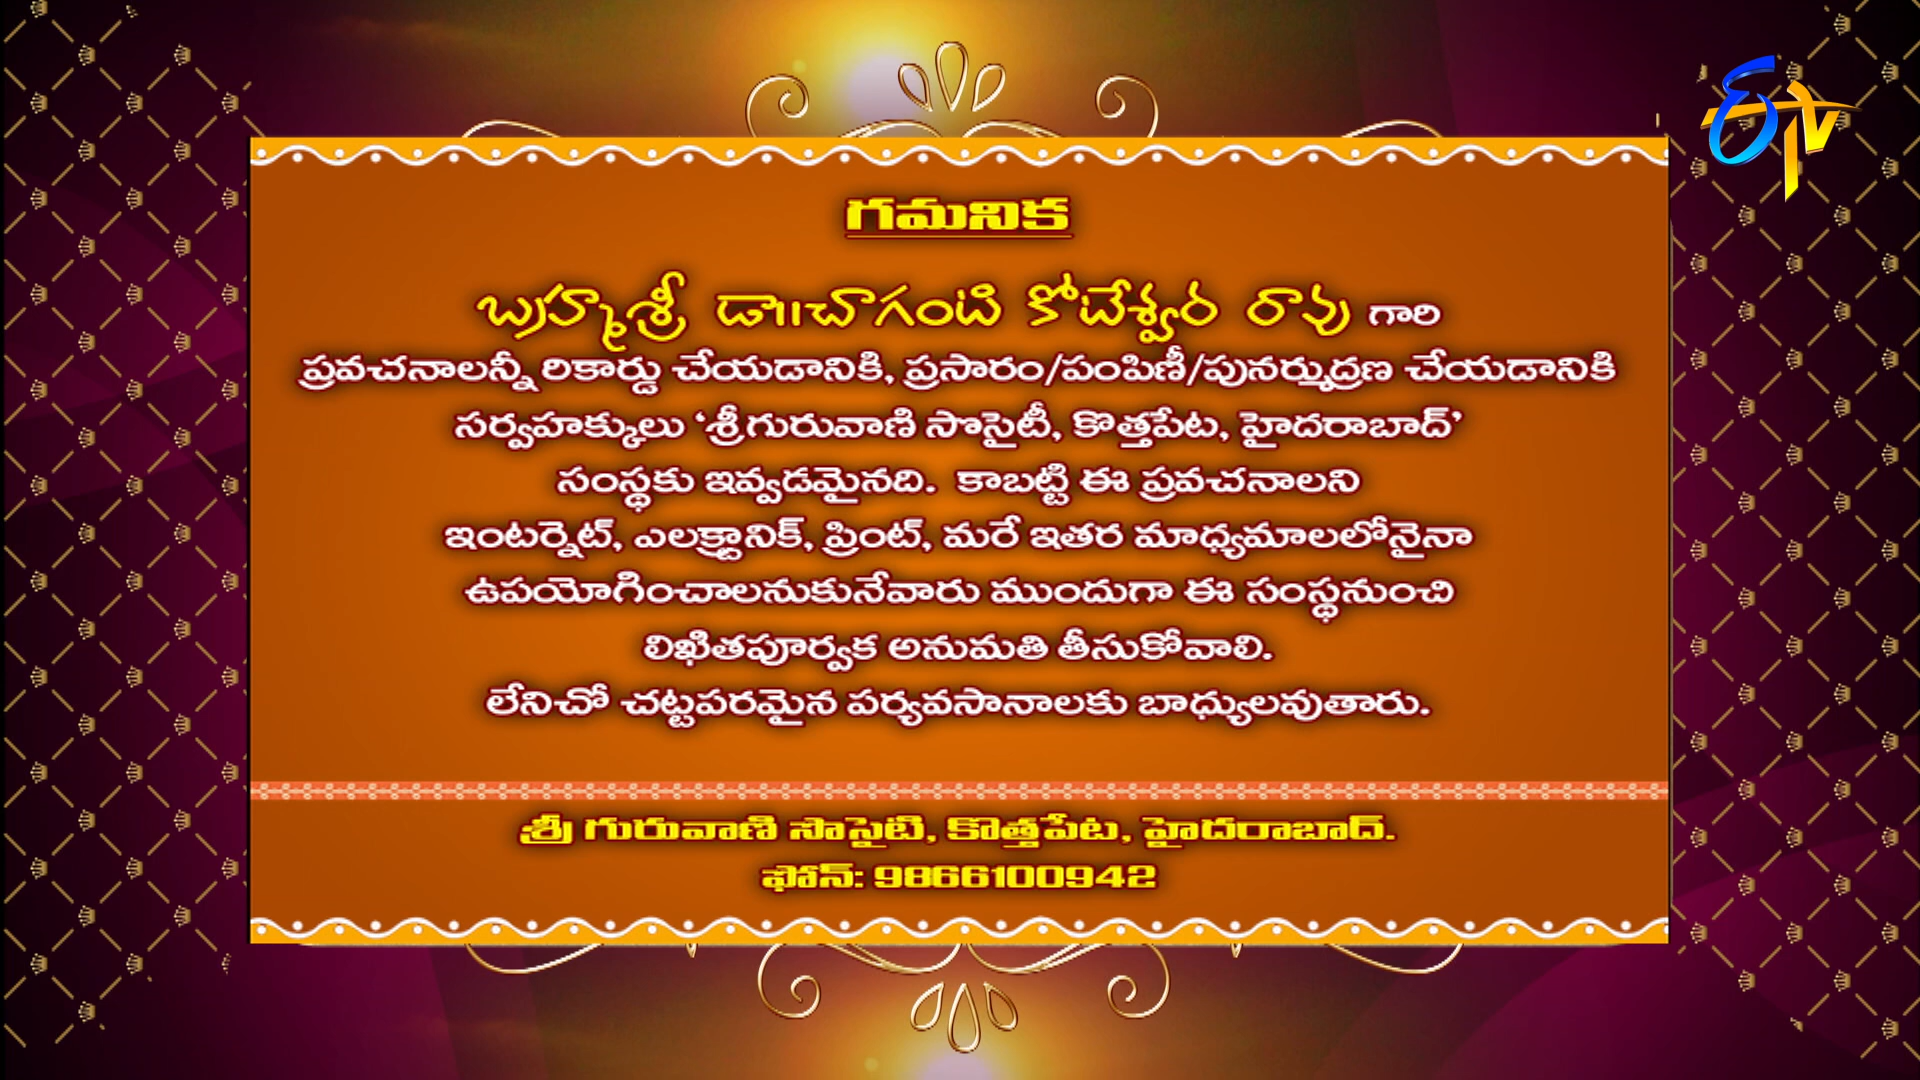 ఈTV
గమనిక
బ్రహ్మశ్రీ డా॥చాగంటి కోటేశ్వర రావు గారి
ప్రవచనాలన్నీ రికార్డు చేయడానికి, ప్రసారం/పంపిణీ/పునర్ముద్రణ చేయడానికి
సర్వహక్కులు ‘శ్రీగురువాణి సొసైటీ, కొత్తపేట, హైదరాబాద్’
సంస్థకు ఇవ్వడమైనది. కాబట్టి ఈ ప్రవచనాలని
ఇంటర్నెట్, ఎలక్ట్రానిక్, ప్రింట్, మరే ఇతర మాధ్యమాలలోనైనా
ఉపయోగించాలనుకునేవారు ముందుగా ఈ సంస్థనుంచి
లిఖితపూర్వక అనుమతి తీసుకోవాలి.
లేనిచో చట్టపరమైన పర్యవసానాలకు బాధ్యులవుతారు.
శ్రీ గురువాణి సొసైటి, కొత్తపేట, హైదరాబాద్.
ఫోన్: 9866100942